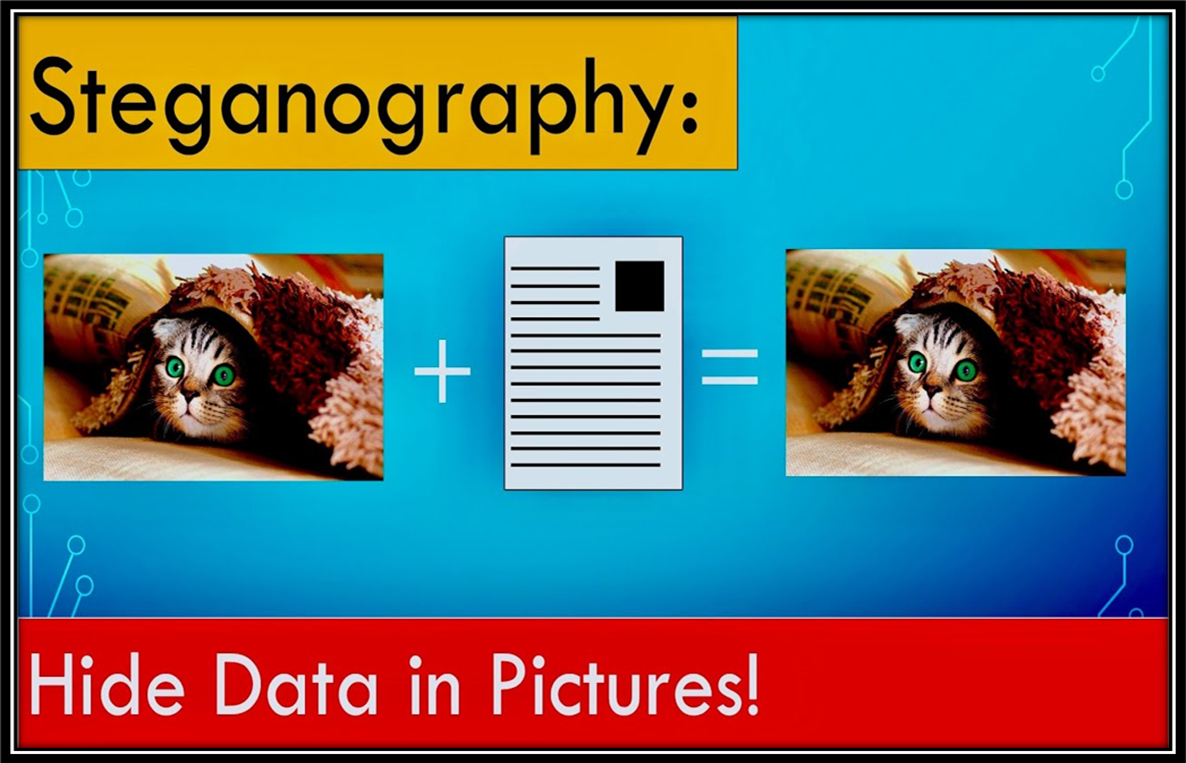 Steganography:
+
=
Hide Data in Pictures!